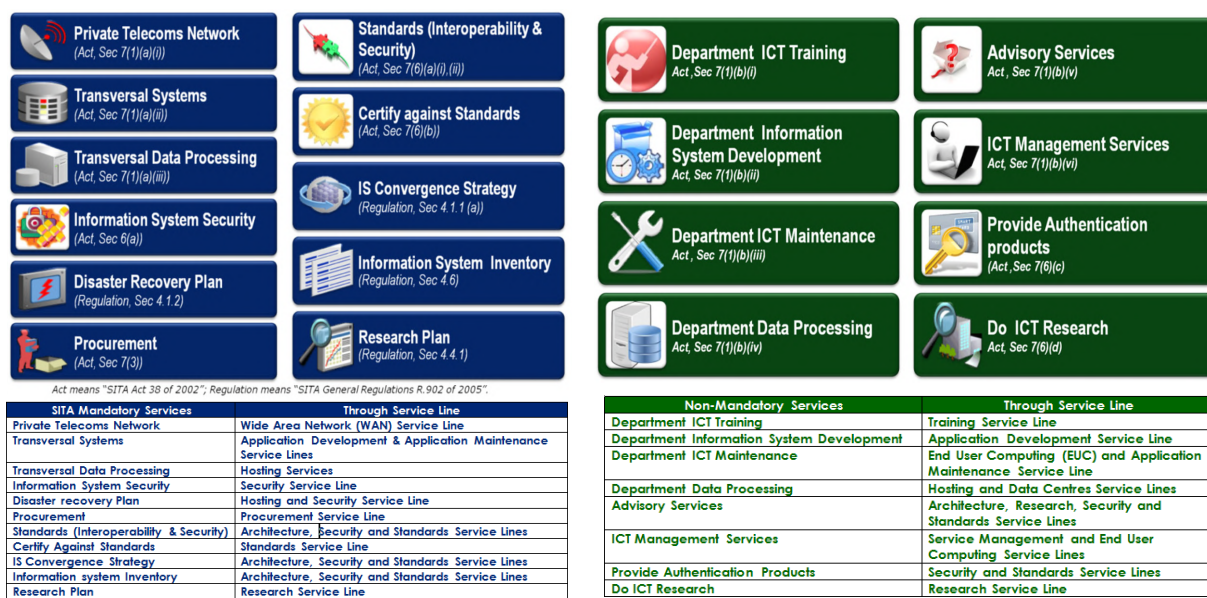 Private Telecoms Network
(Act, Sec 7(1)(a)(i))
Transversal Systems
(Act, Sec 7(1)(a)(ii))
Transversal Data Processing
(Act, Sec 7(1)(a)(iii))
Information System Security
(Act, Sec 6(a))
Disaster Recovery Plan
(Regulation, Sec 4.1.2)
Procurement
(Act, Sec 7(3))
Standards (Interoperability &
Security)
(Act, Sec 7(6)(a)(i),(ii))
Certify against Standards
(Act, Sec 7(6)(b))
IS Convergence Strategy
(Regulation, Sec 4.1.1 (a))
Information System Inventory
(Regulation, Sec 4.6)
Research Plan
(Regulation, Sec 4.4.1)
Act means "SITA Act 38 of 2002"; Regulation means "SITA General Regulations R.902 of 2005".
SITA Mandatory Services Through Service Line
Private Telecoms Network Wide Area Network (WAN) Service Line
Transversal Systems Application Development & Application Maintenance
Service Lines
Transversal Data Processing Hosting Services
Information System Security Security Service Line
Disaster recovery Plan Hosting and Security Service Line
Procurement Procurement Service Line
Standards (Interoperability & Security) Architecture, Security and Standards Service Lines
Certify Against Standards Standards Service Line
IS Convergence Strategy Architecture, Security and Standards Service Lines
Information system Inventory Architecture, Security and Standards Service Lines
Research Plan Research Service Line
Department ICT Training
Act ,Sec 7(1)(b)(i)
Department Information
System Development
Act, Sec 7(1)(b)(ii)
Department ICT Maintenance
Act , Sec 7(1)(b)(iii)
Department Data Processing
Act, Sec 7(1)(b)(iv)
Advisory Services
Act , Sec 7(1)(b)(v)
ICT Management Services
Act, Sec 7(1)(b)(vi)
Provide Authentication
products
(Act ,Sec 7(6)(c)
Do ICT Research
Act, Sec 7(6)(d)
Non-Mandatory Services Through Service Line
Department ICT Training Training Service Line
Department Information System Development Application Development Service Line
Department ICT Maintenance End User Computing (EUC) and Application
Maintenance Service Line
Department Data Processing Hosting and Data Centres Service Lines
Advisory Services Architecture, Research, Security and
Standards Service Lines
ICT Management Services Service Management and End User
Computing Service Lines
Provide Authentication Products Security and Standards Service Lines
Do ICT Research Research Service Line